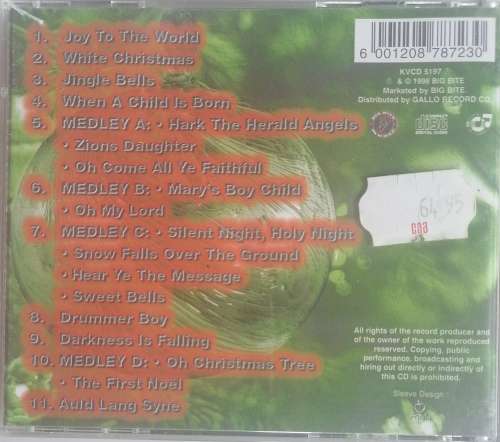 1. Joy To The World
2. White Christmas
3. Jingle Bells
4. When A Child Is Born
5. MEDLEY A: • Hark The Herald Angels
• Zions Daughter
• Oh Come All Ye Faithful
6. MEDLEY B: • Mary's Boy Child
• Oh My Lord
7. MEDLEY C: • Silent Night, Holy Night
• Snow Falls Over The Ground
• Hear Ye The Message
• Sweet Bells
8. Drummer Boy
9. Darkness Is Falling
10. MEDLEY D: • Oh Christmas Tree
• The First Noël
11. Auld Lang Syne
6 001208 787230
KVCD 5197
℗ & © 1996 BIG BITE.
Marketed by BIG BITE.
Distributed by GALLO RECORD CO.
disc
DIGITAL AUDIO
64.95
cna
All rights of the record producer and
of the owner of the work reproduced
reserved. Copying, public
performance, broadcasting and
hiring out directly or indirectly of
this CD is prohibited.
Sleeve Design :